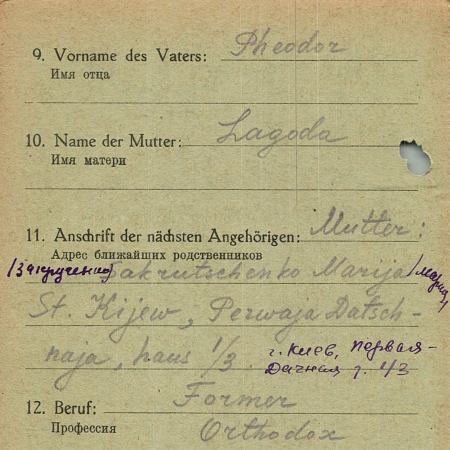 9. Vorname des Vaters: Pheodor
Имя отца
10. Name der Mutter: Lagoda
Имя матери
11. Anschrift der nächsten Angehörigen: Mutter:
Адрес ближайших родственников
/Закрученко/ Sakrutschenko Marija /Мария/
St. Kijew, Perwaja Datsch-
naja, haus 1/3. г. Киев, Первая-
Дачная д. 1/3
12. Beruf: Former
Профессия Orthodox